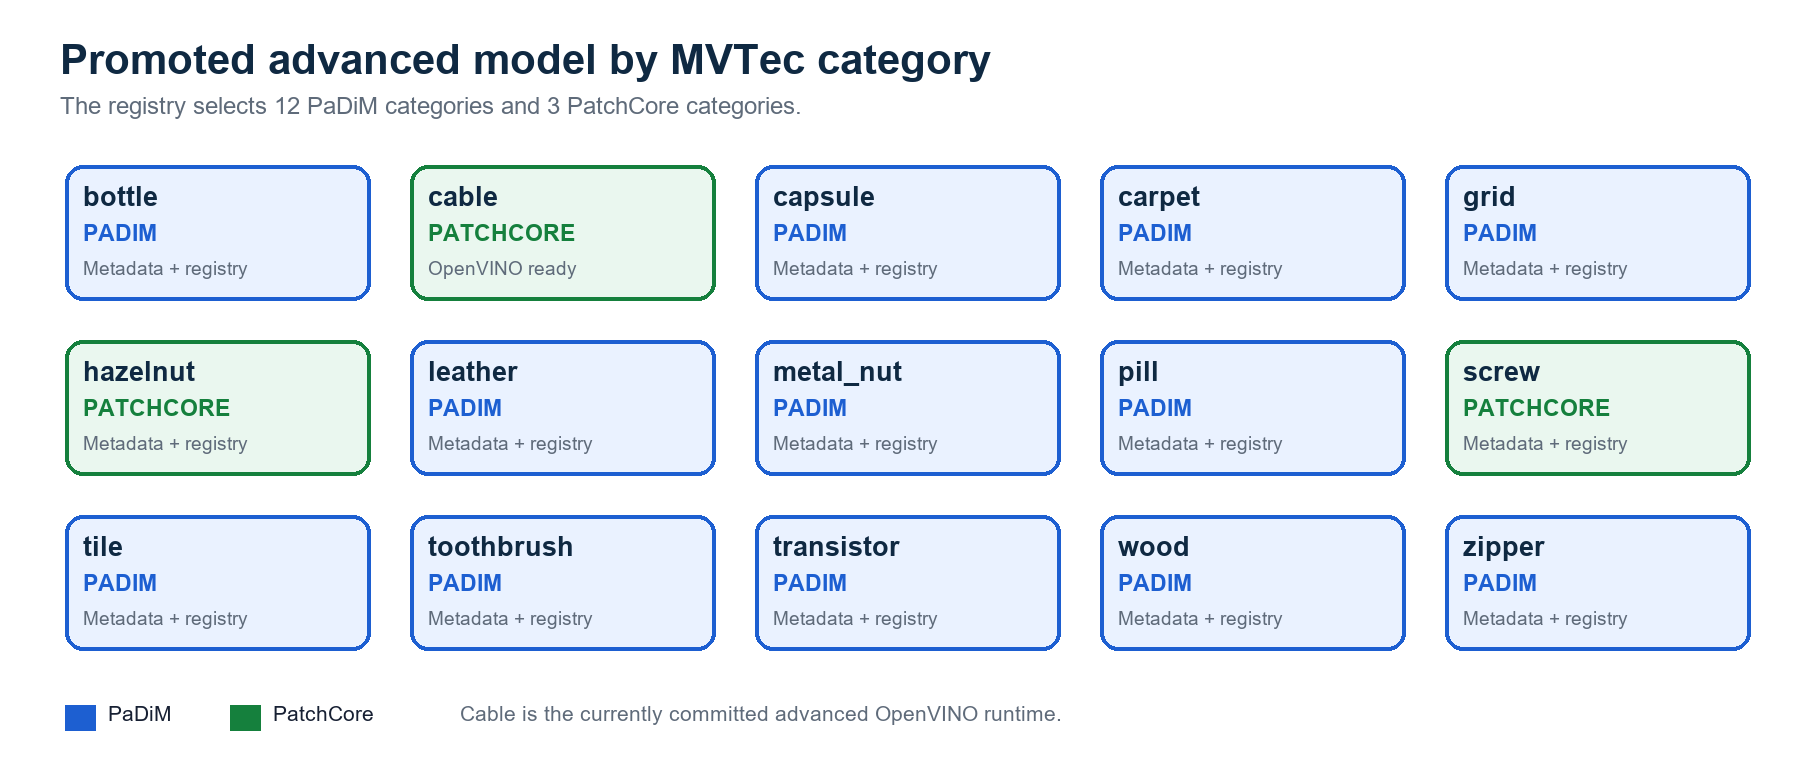 Promoted advanced model by MVTec category
The registry selects 12 PaDiM categories and 3 PatchCore categories.
bottle
PADIM
Metadata + registry
cable
PATCHCORE
OpenVINO ready
capsule
PADIM
Metadata + registry
carpet
PADIM
Metadata + registry
grid
PADIM
Metadata + registry
hazelnut
PATCHCORE
Metadata + registry
leather
PADIM
Metadata + registry
metal_nut
PADIM
Metadata + registry
pill
PADIM
Metadata + registry
screw
PATCHCORE
Metadata + registry
tile
PADIM
Metadata + registry
toothbrush
PADIM
Metadata + registry
transistor
PADIM
Metadata + registry
wood
PADIM
Metadata + registry
zipper
PADIM
Metadata + registry
PaDiM
PatchCore
Cable is the currently committed advanced OpenVINO runtime.